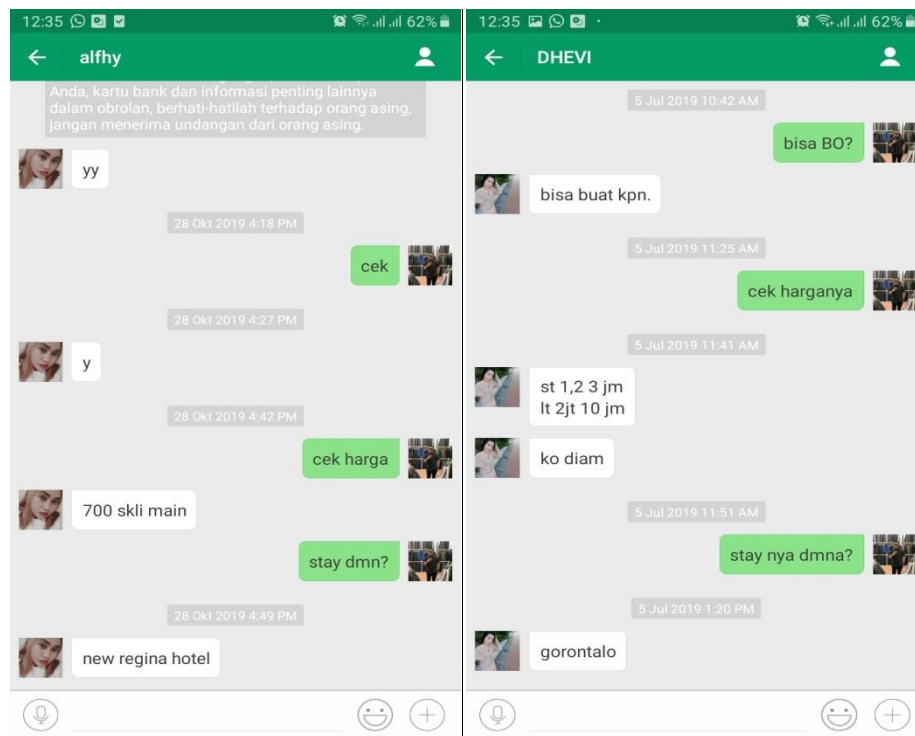 12:35
62%
alfhy
Anda, kartu bank dan informasi penting lainnya
dalam obrolan, berhati-hatilah terhadap orang asing,
jangan menerima undangan dari orang asing.
yy
28 Okt 2019 4:18 PM
cek
28 Okt 2019 4:27 PM
y
28 Okt 2019 4:42 PM
cek harga
700 skli main
stay dmn?
28 Okt 2019 4:49 PM
new regina hotel
12:35
62%
DHEVI
5 Jul 2019 10:42 AM
bisa BO?
bisa buat kpn.
5 Jul 2019 11:25 AM
cek harganya
5 Jul 2019 11:41 AM
st 1,2 3 jm
lt 2jt 10 jm
ko diam
5 Jul 2019 11:51 AM
stay nya dmna?
5 Jul 2019 1:20 PM
gorontalo